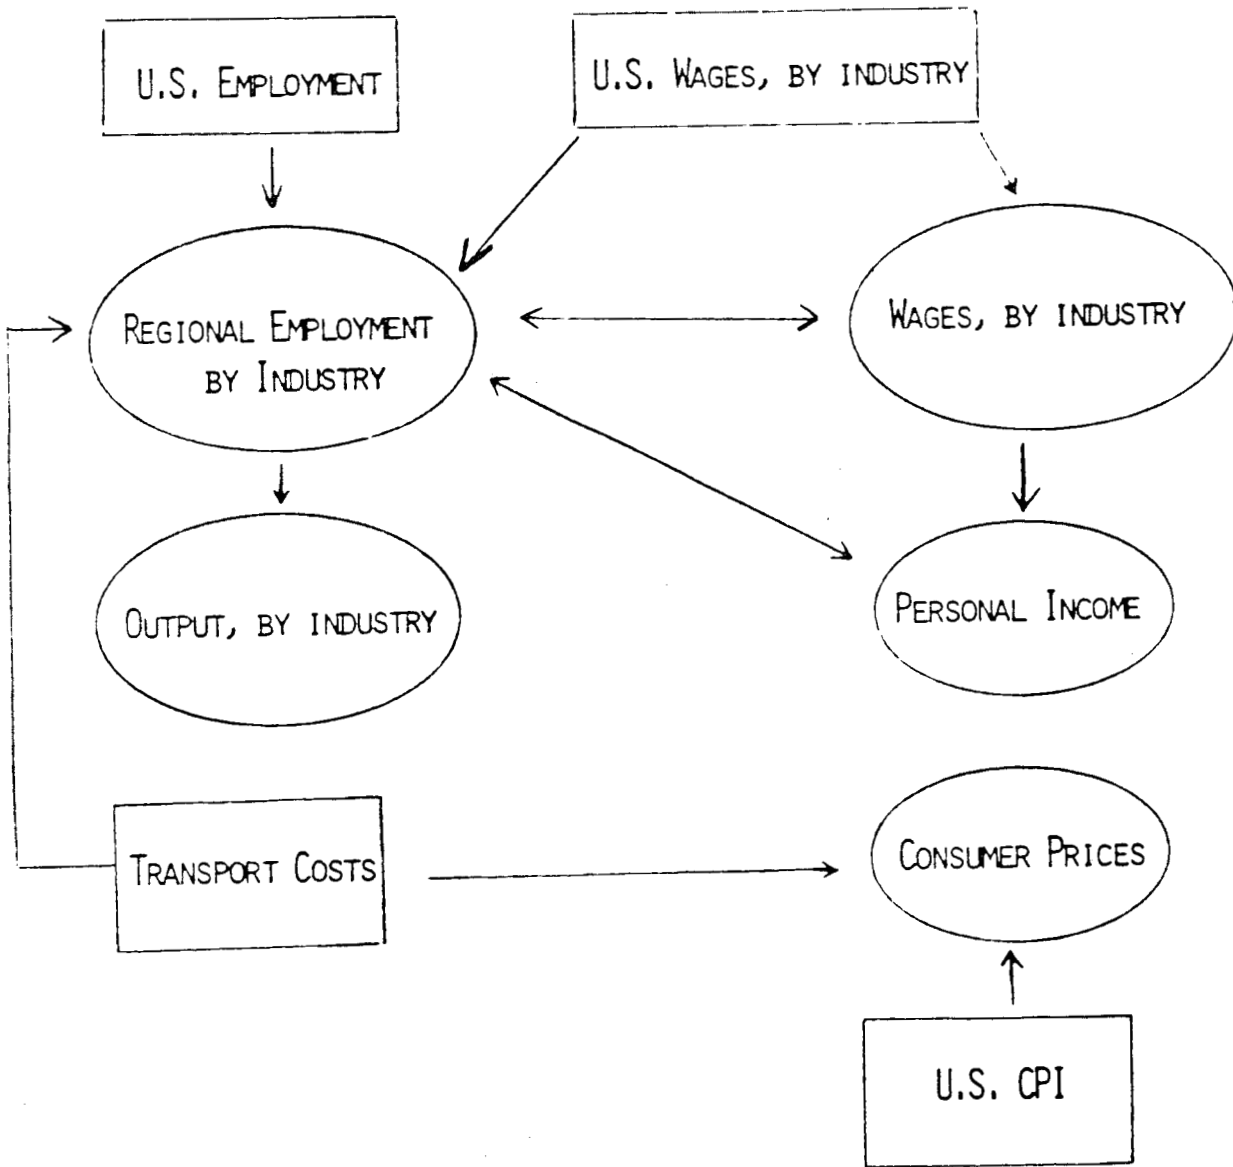 U.S. EMPLOYMENT
U.S. WAGES, BY INDUSTRY
REGIONAL EMPLOYMENT
BY INDUSTRY
WAGES, BY INDUSTRY
OUTPUT, BY INDUSTRY
PERSONAL INCOME
TRANSPORT COSTS
CONSUMER PRICES
U.S. CPI